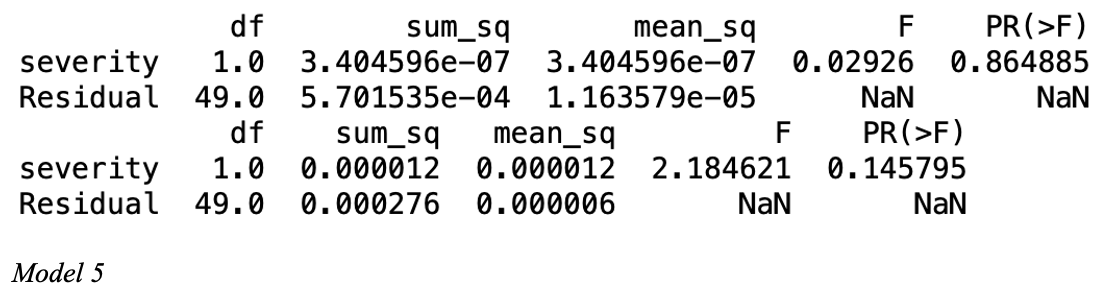 df sum_sq mean_sq F PR(>F)
severity 1.0 3.404596e-07 3.404596e-07 0.02926 0.864885
Residual 49.0 5.701535e-04 1.163579e-05 NaN NaN
df sum_sq mean_sq F PR(>F)
severity 1.0 0.000012 0.000012 2.184621 0.145795
Residual 49.0 0.000276 0.000006 NaN NaN
Model 5